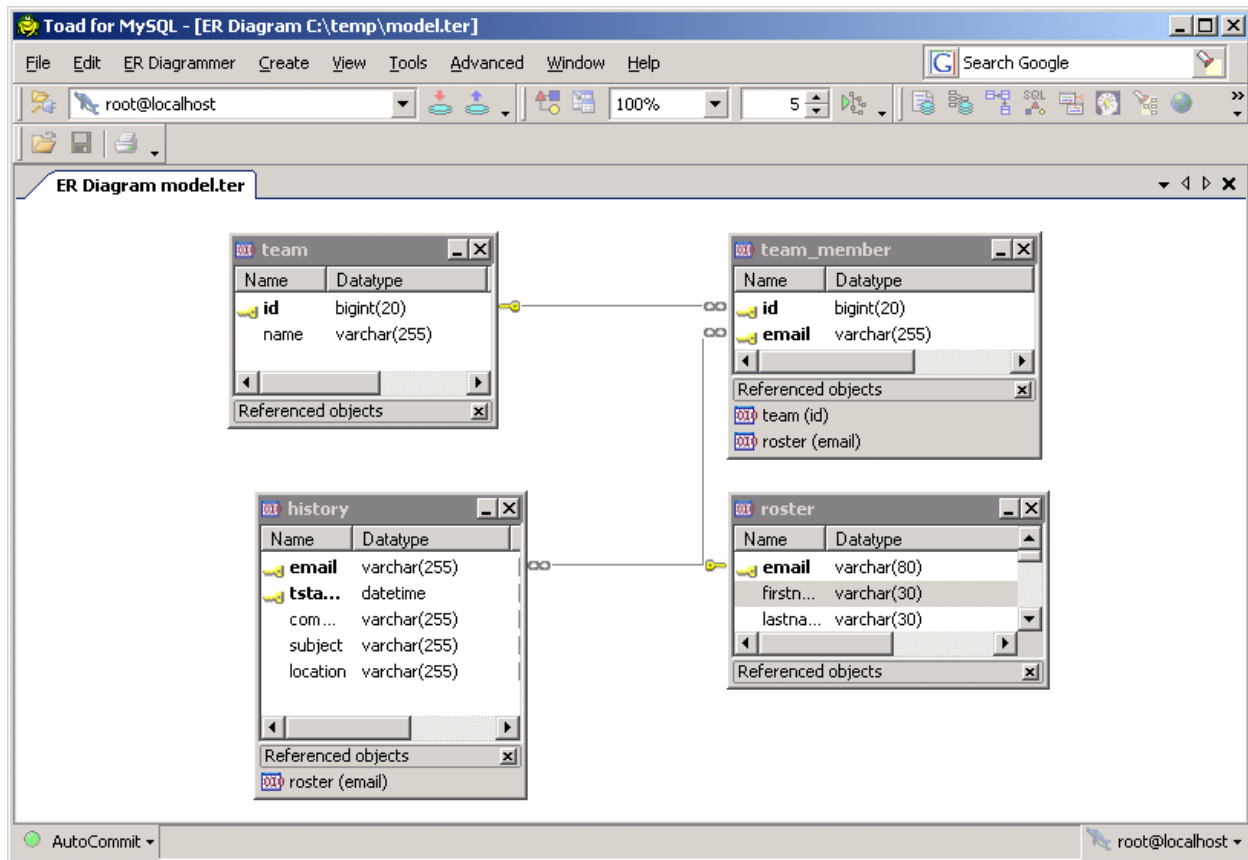 Toad for MySQL - [ER Diagram C:\temp\model.ter]
File Edit ER Diagrammer Create View Tools Advanced Window Help Search Google
root@localhost 100% 5 SQL »
ER Diagram model.ter
team
Name Datatype
id bigint(20)
name varchar(255)
Referenced objects
team_member
Name Datatype
id bigint(20)
email varchar(255)
Referenced objects
team (id)
roster (email)
history
Name Datatype
email varchar(255)
tsta... datetime
com... varchar(255)
subject varchar(255)
location varchar(255)
Referenced objects
roster (email)
roster
Name Datatype
email varchar(80)
firstn... varchar(30)
lastna... varchar(30)
Referenced objects
AutoCommit root@localhost